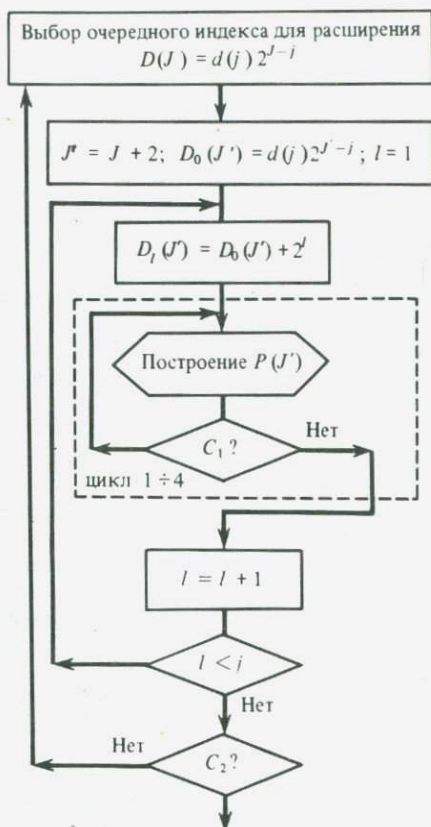 Выбор очередного индекса для расширения
D(J) = d(j) 2^{J-j}
J' = J + 2; D₀(J') = d(j) 2^{J'-j}; l = 1
D_l(J') = D₀(J') + 2^l
Построение P(J')
C₁?
Нет
цикл 1÷4
l = l + 1
l < j
Нет
Нет
C₂?